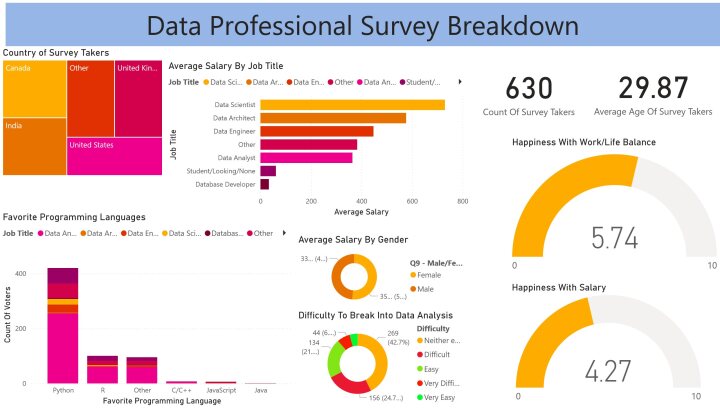 Data Professional Survey Breakdown
Country of Survey Takers
Canada
Other
United Kin...
India
United States
Average Salary By Job Title
Job Title Data Sci... Data Ar... Data En... Other Data An... Student/...
Job Title
Data Scientist
Data Architect
Data Engineer
Other
Data Analyst
Student/Looking/None
Database Developer
0 200 400 600 800
Average Salary
630
Count Of Survey Takers
29.87
Average Age Of Survey Takers
Happiness With Work/Life Balance
5.74
0 10
Favorite Programming Languages
Job Title Data An... Data Ar... Data En... Data Sci... Databas... Other
Count Of Voters
400
200
0
Python R Other C/C++ JavaScript Java
Favorite Programming Language
Average Salary By Gender
33... (4...)
35... (5...)
Q9 - Male/Fe...
Female
Male
Difficulty To Break Into Data Analysis
44 (6....)
134
(21....)
269
(42.7%)
156 (24.7...)
Difficulty
Neither e...
Difficult
Easy
Very Diffi...
Very Easy
Happiness With Salary
4.27
0 10